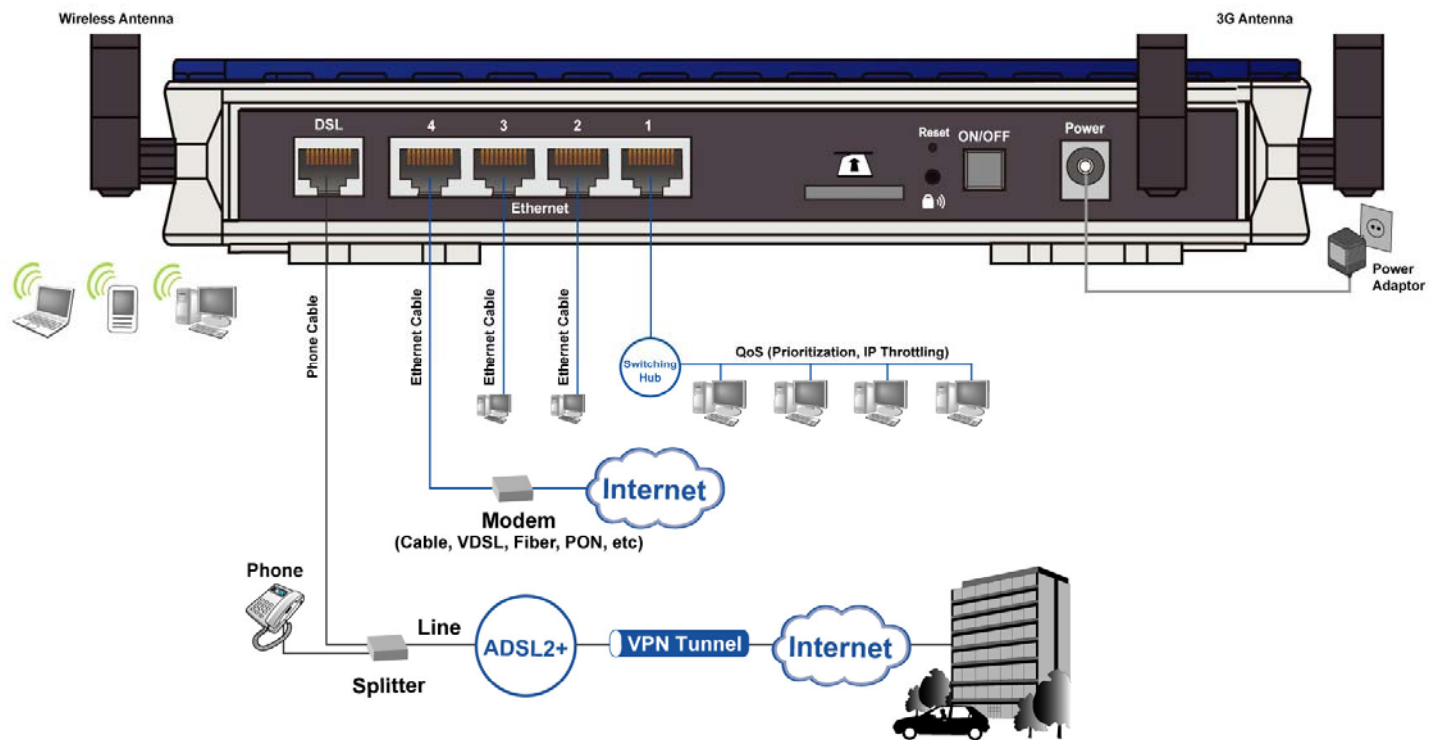 Wireless Antenna
3G Antenna
DSL
4
3
2
1
Ethernet
Reset
ON/OFF
Power
Power
Adaptor
Phone Cable
Ethernet Cable
Ethernet Cable
Ethernet Cable
Switching
Hub
QoS (Prioritization, IP Throttling)
Internet
Modem
(Cable, VDSL, Fiber, PON, etc)
Phone
Line
Splitter
ADSL2+
VPN Tunnel
Internet